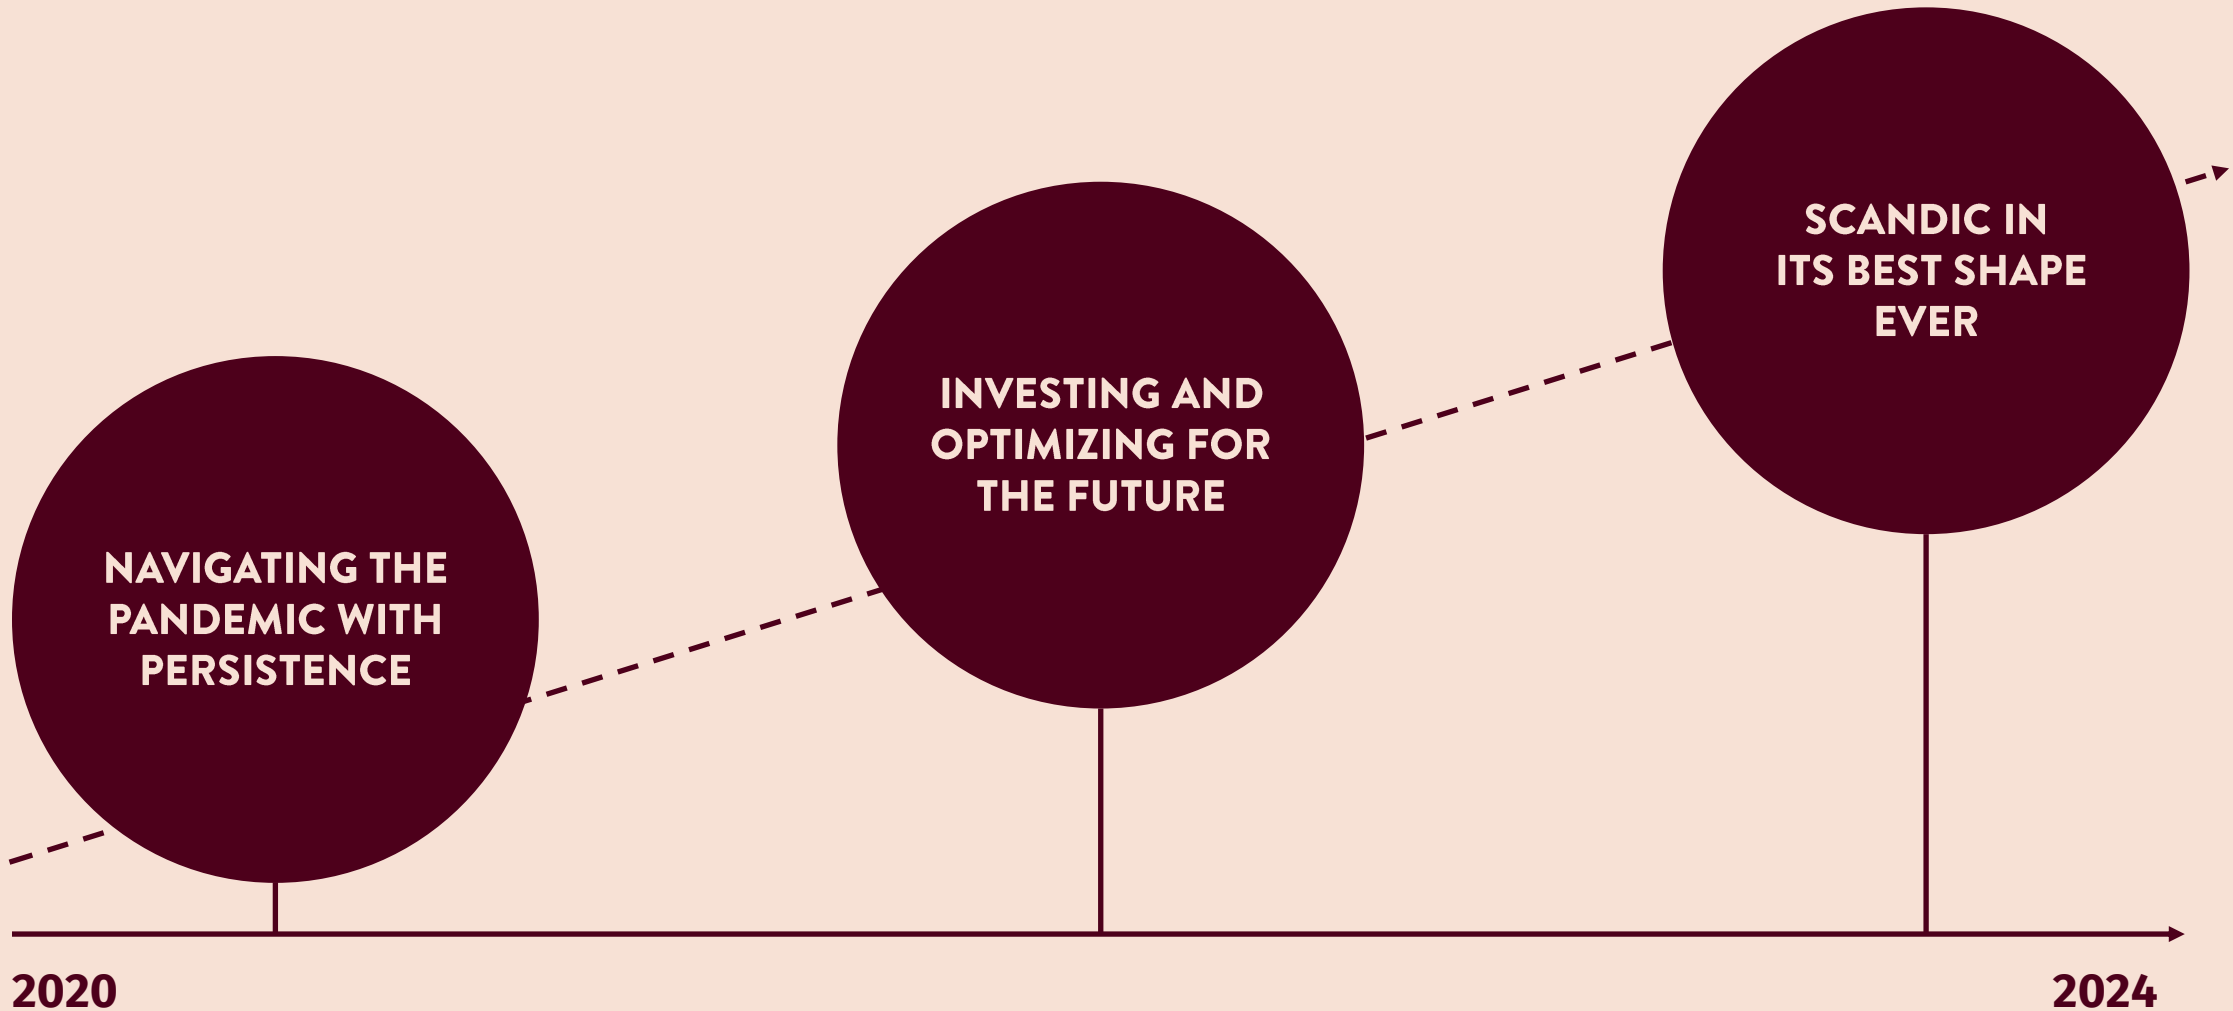 NAVIGATING THE
PANDEMIC WITH
PERSISTENCE
INVESTING AND
OPTIMIZING FOR
THE FUTURE
SCANDIC IN
ITS BEST SHAPE
EVER
2020
2024